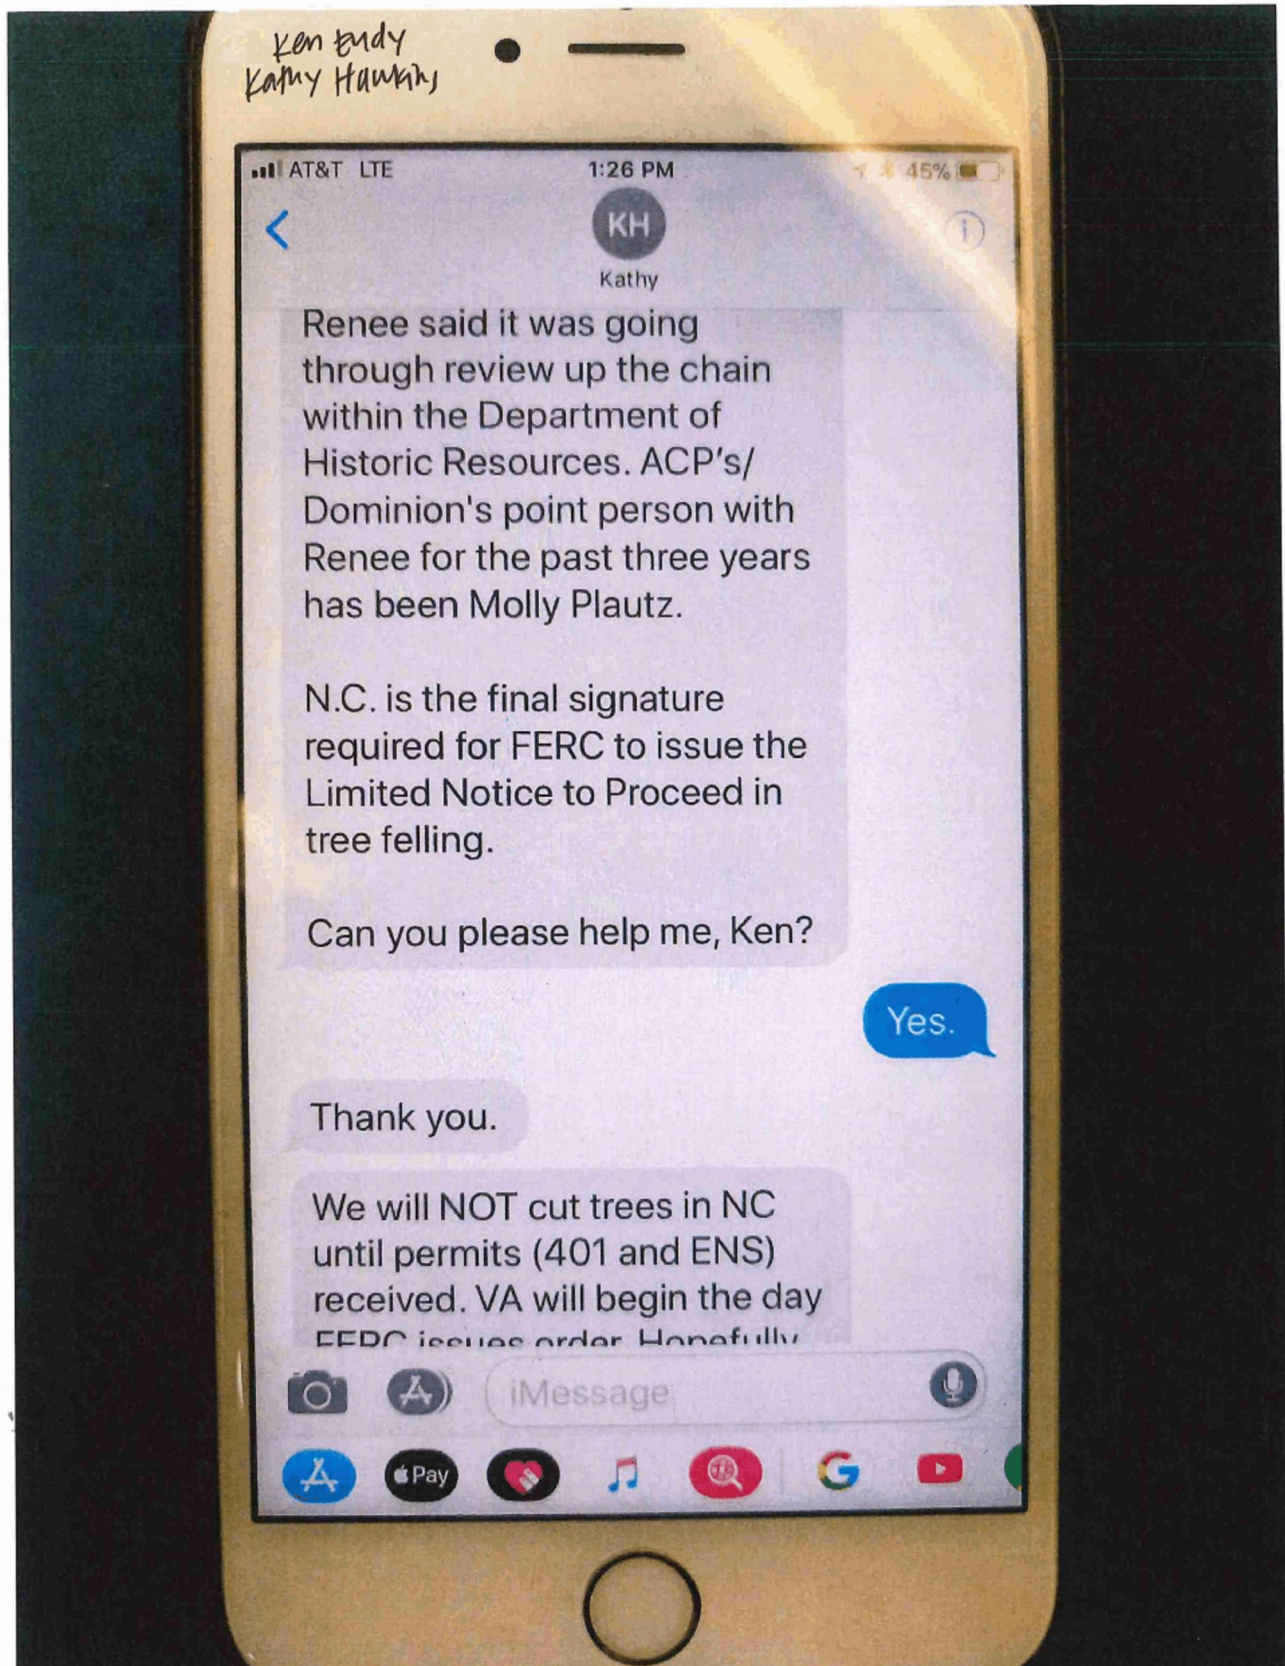 Ken Eudy
Kathy Hawkins
AT&T LTE
1:26 PM
45%
KH
Kathy
Renee said it was going
through review up the chain
within the Department of
Historic Resources. ACP's/
Dominion's point person with
Renee for the past three years
has been Molly Plautz.
N.C. is the final signature
required for FERC to issue the
Limited Notice to Proceed in
tree felling.
Can you please help me, Ken?
Yes.
Thank you.
We will NOT cut trees in NC
until permits (401 and ENS)
received. VA will begin the day
FERC issues order. Hopefully
iMessage
Pay
G